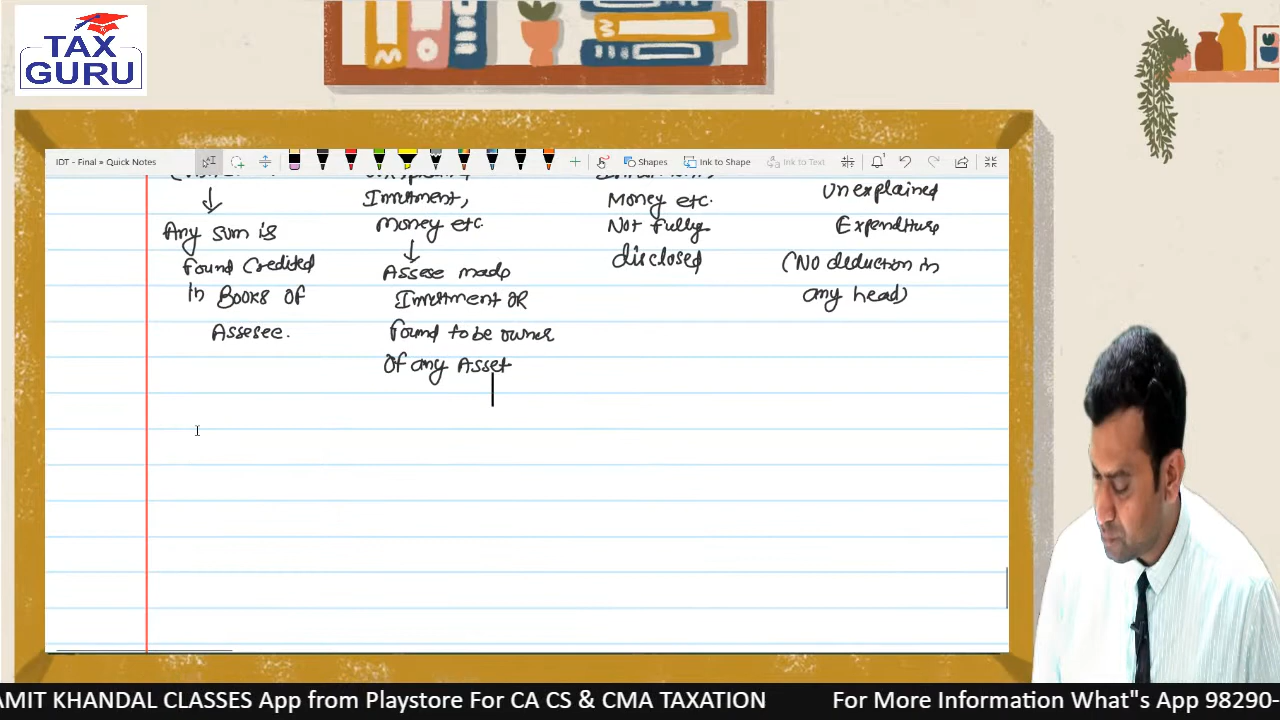 TAX
GURU
IDT - Final » Quick Notes
Shapes
Ink to Shape
Ink to Text
Any sum is
found credited
in Books of
Assesee.
Investment,
Money etc.
Assese made
Investment OR
found to be owner
of any Asset
Money etc.
Not fully
disclosed
Unexplained
Expenditure
(No deduction in
any head)
AMIT KHANDAL CLASSES App from Playstore For CA CS & CMA TAXATION
For More Information What"s App 98290-